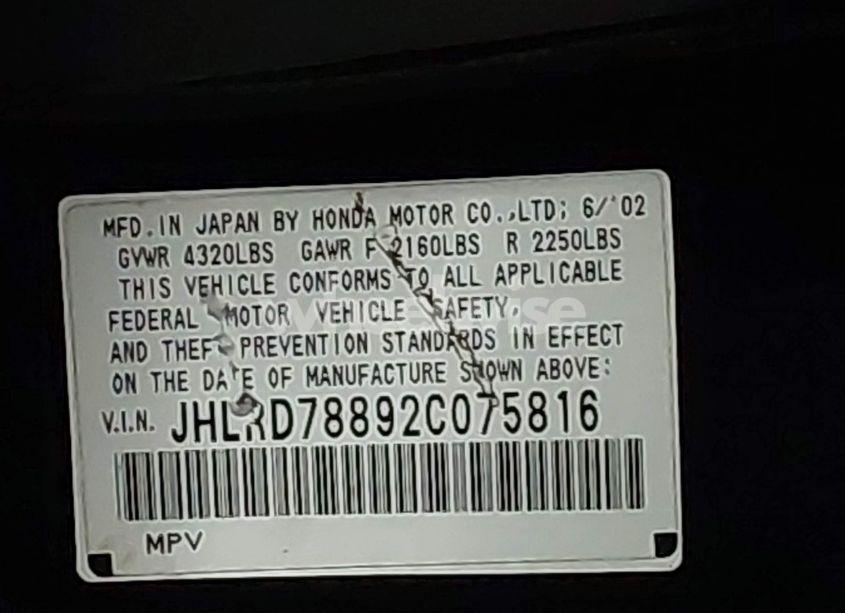 MFD. IN JAPAN BY HONDA MOTOR CO.,LTD; 6/'02
GVWR 4320LBS GAWR F 2160LBS R 2250LBS
THIS VEHICLE CONFORMS TO ALL APPLICABLE
FEDERAL MOTOR VEHICLE SAFETY,
AND THEFT PREVENTION STANDARDS IN EFFECT
ON THE DATE OF MANUFACTURE SHOWN ABOVE:
V.I.N. JHLRD78892C075816
MPV